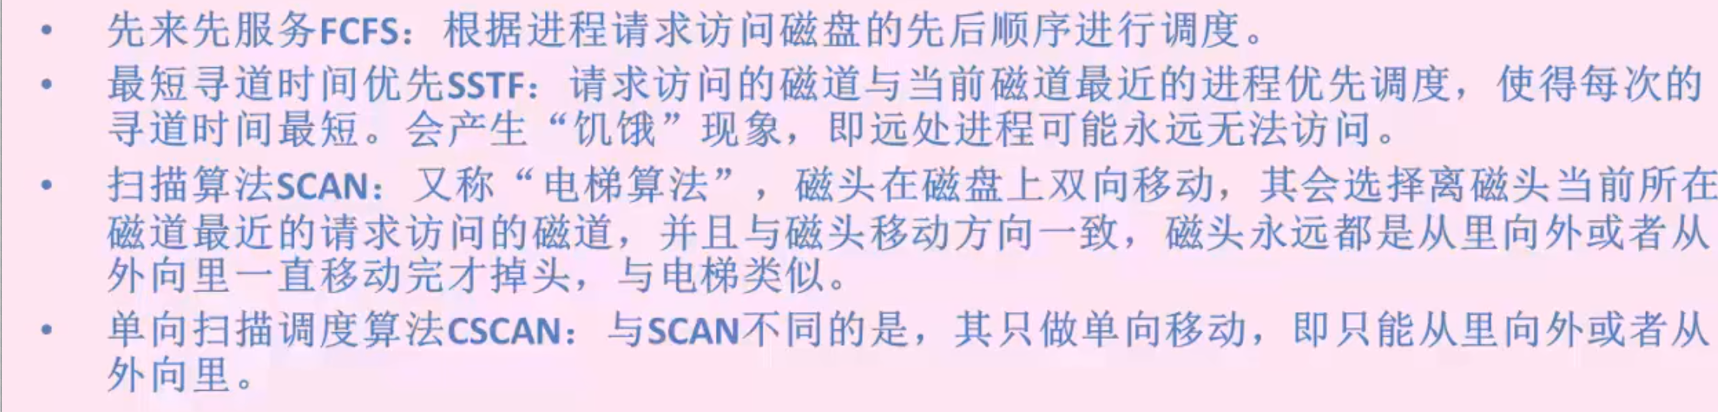 • 先来先服务FCFS：根据进程请求访问磁盘的先后顺序进行调度。
• 最短寻道时间优先SSTF：请求访问的磁道与当前磁道最近的进程优先调度，使得每次的
寻道时间最短。会产生“饥饿”现象，即远处进程可能永远无法访问。
• 扫描算法SCAN：又称“电梯算法”，磁头在磁盘上双向移动，其会选择离磁头当前所在
磁道最近的请求访问的磁道，并且与磁头移动方向一致，磁头永远都是从里向外或者从
外向里一直移动完才掉头，与电梯类似。
• 单向扫描调度算法CSCAN：与SCAN不同的是，其只做单向移动，即只能从里向外或者从
外向里。